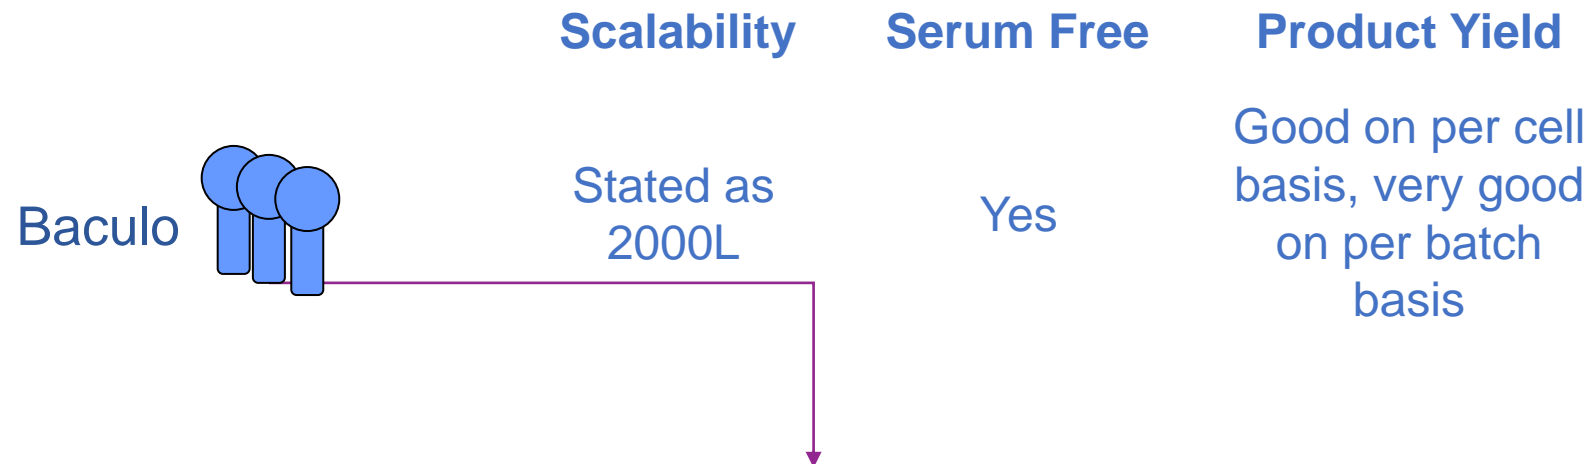 Scalability
Serum Free
Product Yield
Baculo
Stated as
2000L
Yes
Good on per cell
basis, very good
on per batch
basis